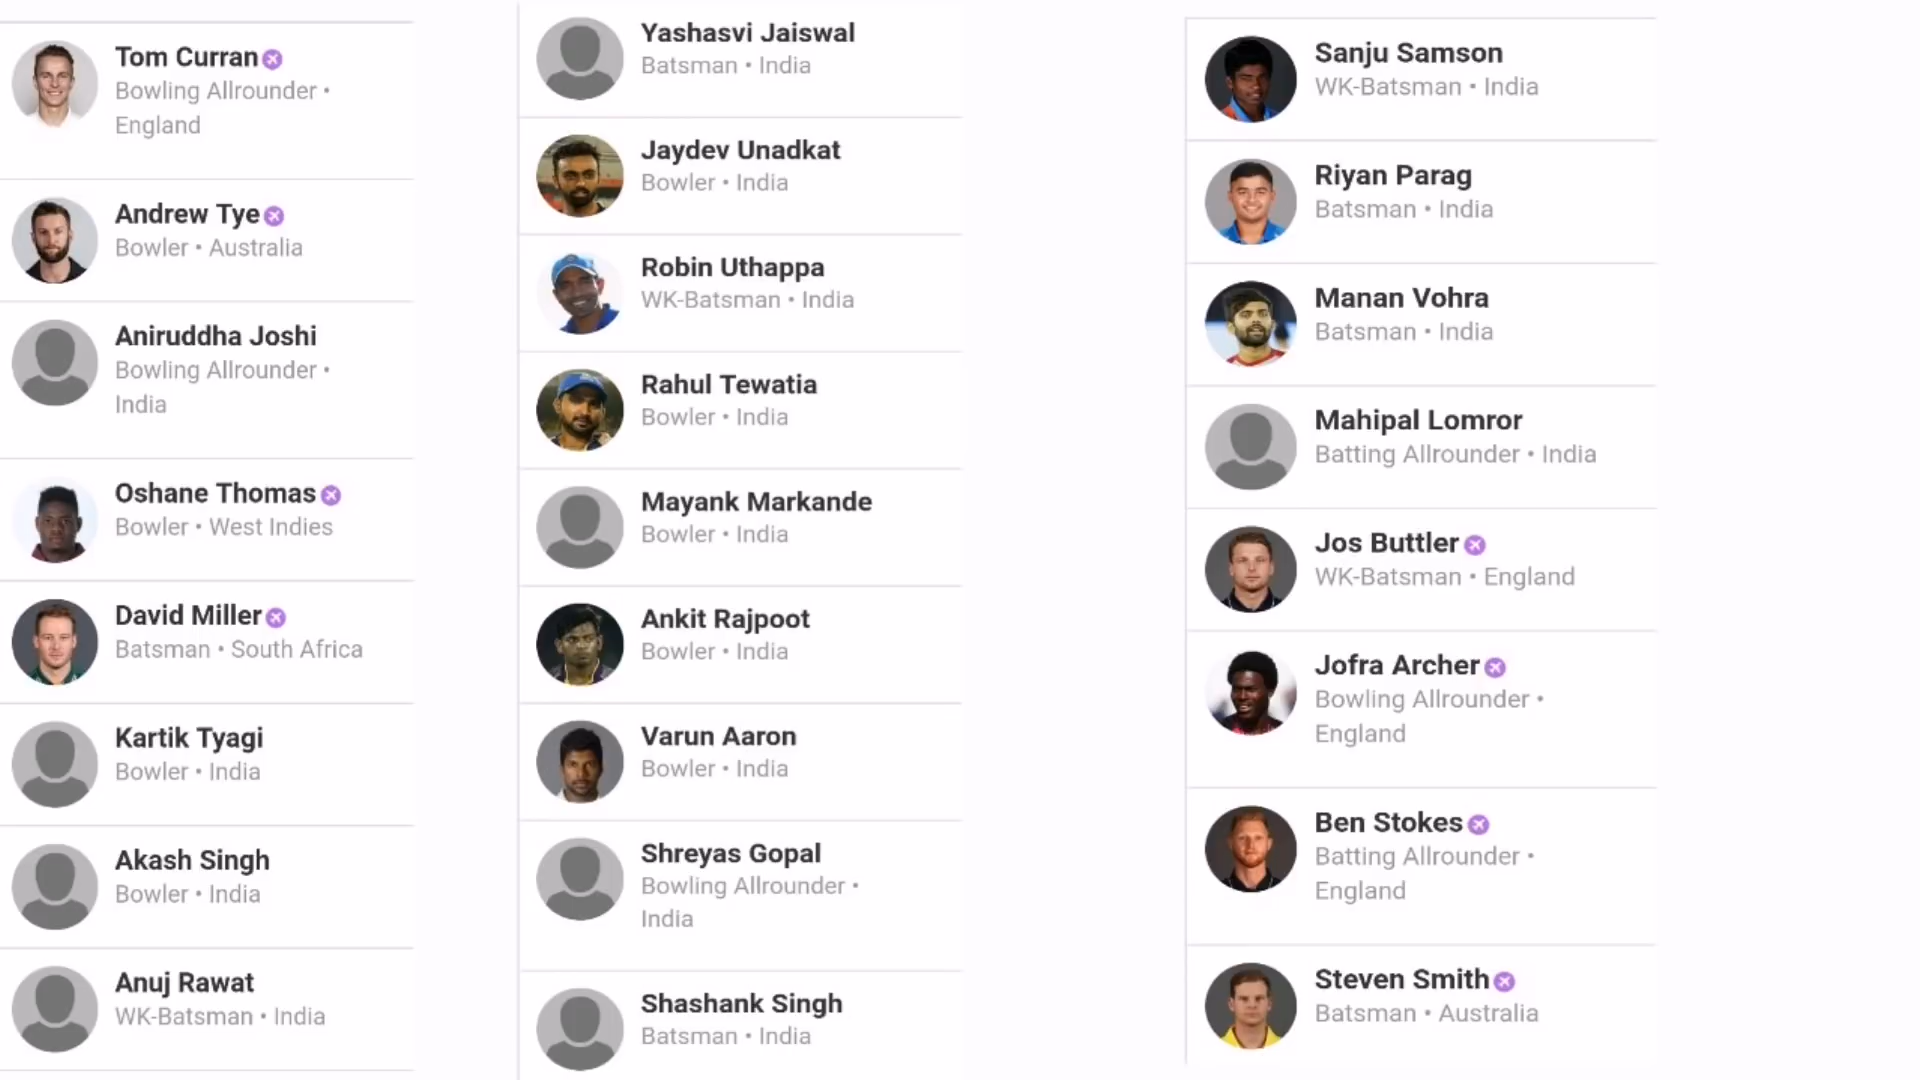 Tom Curran
Bowling Allrounder •
England
Andrew Tye
Bowler • Australia
Aniruddha Joshi
Bowling Allrounder •
India
Oshane Thomas
Bowler • West Indies
David Miller
Batsman • South Africa
Kartik Tyagi
Bowler • India
Akash Singh
Bowler • India
Anuj Rawat
WK-Batsman • India
Yashasvi Jaiswal
Batsman • India
Jaydev Unadkat
Bowler • India
Robin Uthappa
WK-Batsman • India
Rahul Tewatia
Bowler • India
Mayank Markande
Bowler • India
Ankit Rajpoot
Bowler • India
Varun Aaron
Bowler • India
Shreyas Gopal
Bowling Allrounder •
India
Shashank Singh
Batsman • India
Sanju Samson
WK-Batsman • India
Riyan Parag
Batsman • India
Manan Vohra
Batsman • India
Mahipal Lomror
Batting Allrounder • India
Jos Buttler
WK-Batsman • England
Jofra Archer
Bowling Allrounder •
England
Ben Stokes
Batting Allrounder •
England
Steven Smith
Batsman • Australia